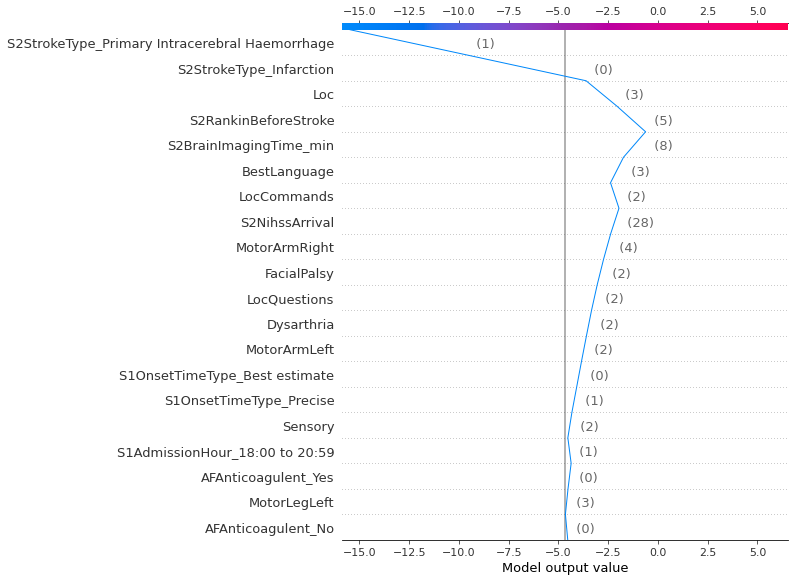 −15.0 −12.5 −10.0 −7.5 −5.0 −2.5 0.0 2.5 5.0
S2StrokeType_Primary Intracerebral Haemorrhage (1)
S2StrokeType_Infarction (0)
Loc (3)
S2RankinBeforeStroke (5)
S2BrainImagingTime_min (8)
BestLanguage (3)
LocCommands (2)
S2NihssArrival (28)
MotorArmRight (4)
FacialPalsy (2)
LocQuestions (2)
Dysarthria (2)
MotorArmLeft (2)
S1OnsetTimeType_Best estimate (0)
S1OnsetTimeType_Precise (1)
Sensory (2)
S1AdmissionHour_18:00 to 20:59 (1)
AFAnticoagulent_Yes (0)
MotorLegLeft (3)
AFAnticoagulent_No (0)
−15.0 −12.5 −10.0 −7.5 −5.0 −2.5 0.0 2.5 5.0
Model output value